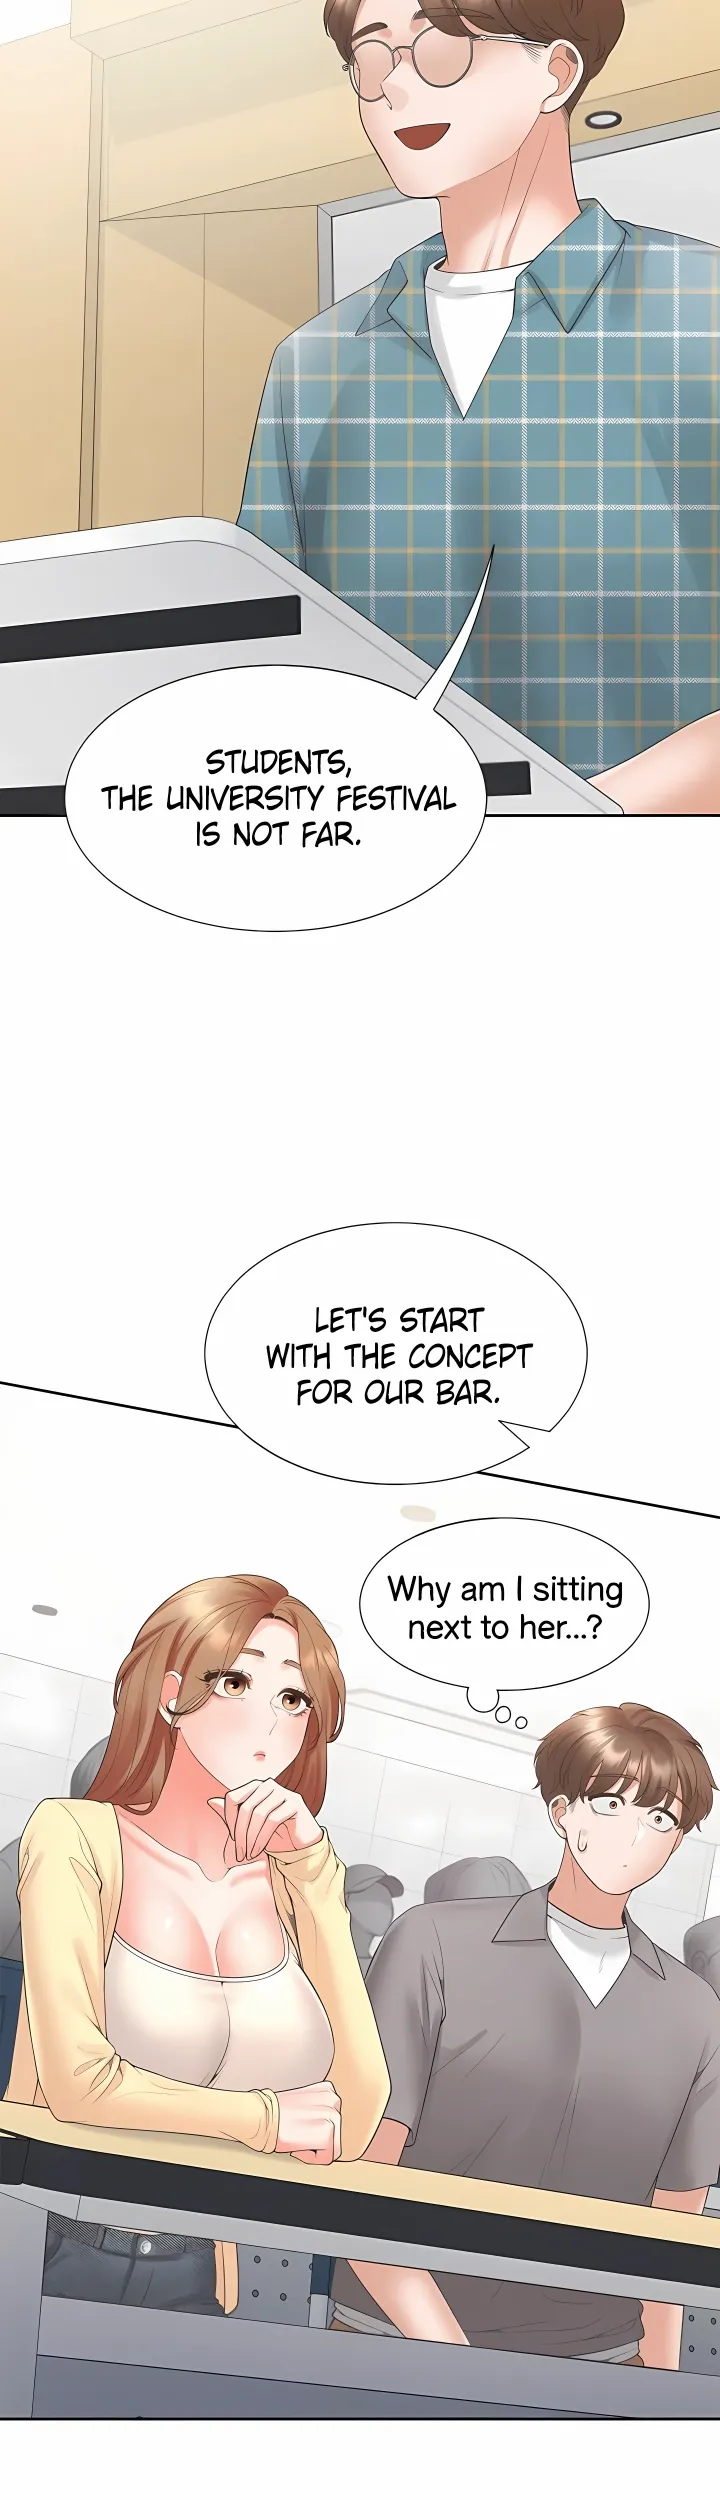 STUDENTS,
THE UNIVERSITY FESTIVAL
IS NOT FAR.
LET'S START
WITH THE CONCEPT
FOR OUR BAR.
Why am I sitting
next to her...?